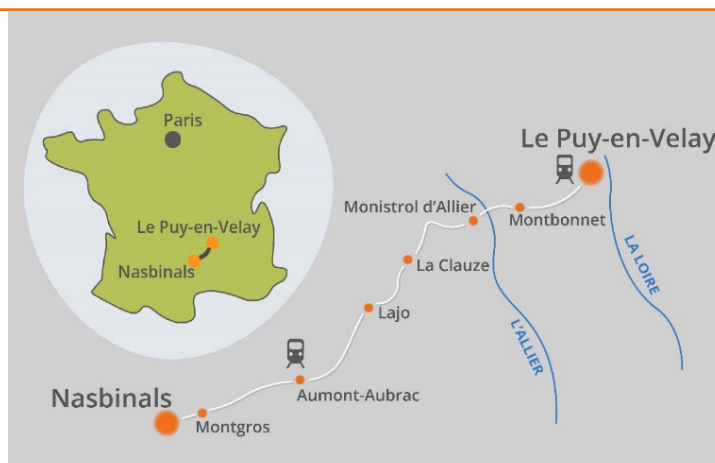 Paris
Le Puy-en-Velay
Nasbinals
Le Puy-en-Velay
Monistrol d'Allier
Montbonnet
La Clauze
LA LOIRE
Lajo
L'ALLIER
Aumont-Aubrac
Nasbinals
Montgros